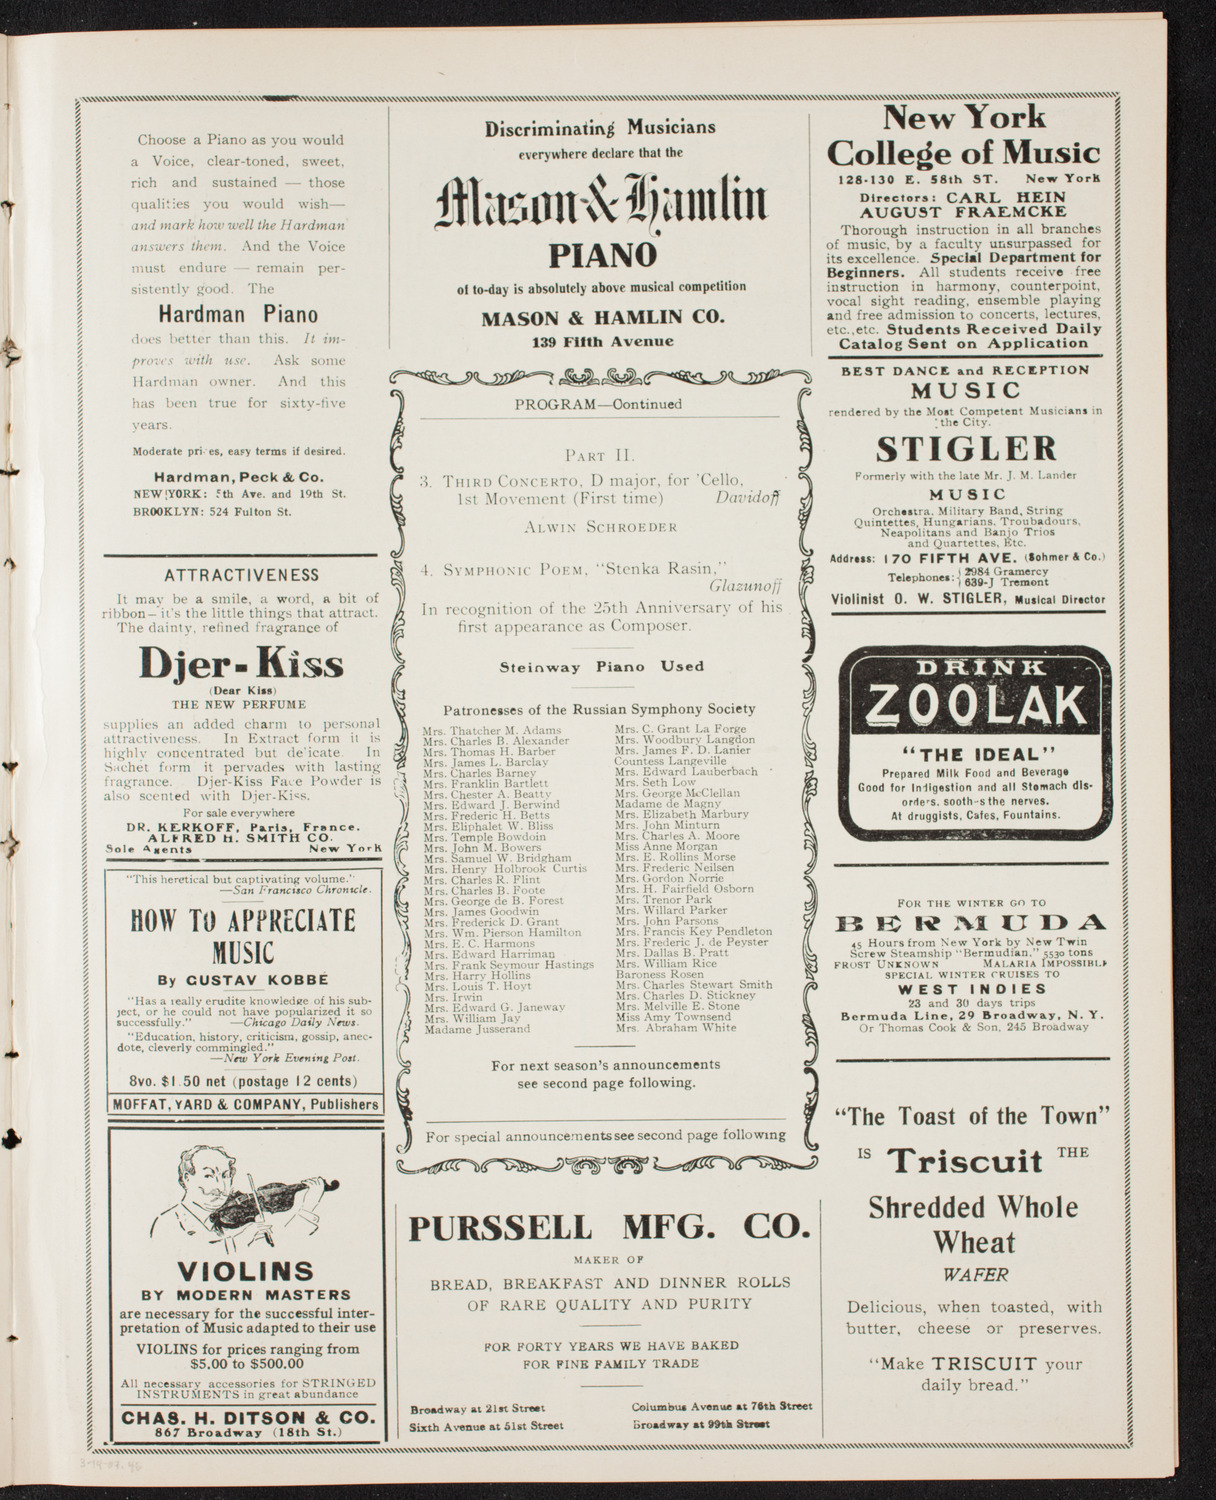 Choose a Piano as you would
a Voice, clear-toned, sweet,
rich and sustained — those
qualities you would wish—
and mark how well the Hardman
answers them. And the Voice
must endure — remain per-
sistently good. The
Hardman Piano
does better than this. It im-
proves with use. Ask some
Hardman owner. And this
has been true for sixty-five
years.
Moderate pri es, easy terms if desired.
Hardman, Peck & Co.
NEW YORK: 5th Ave. and 19th St.
BROOKLYN: 524 Fulton St.
ATTRACTIVENESS
It may be a smile, a word, a bit of
ribbon—it's the little things that attract.
The dainty, refined fragrance of
Djer-Kiss
(Dear Kiss)
THE NEW PERFUME
supplies an added charm to personal
attractiveness. In Extract form it is
highly concentrated but delicate. In
Sachet form it pervades with lasting
fragrance. Djer-Kiss Face Powder is
also scented with Djer-Kiss.
For sale everywhere
DR. KERKOFF, Paris, France.
ALFRED H. SMITH CO.
Sole Agents New York
"This heretical but captivating volume."
—San Francisco Chronicle.
HOW TO APPRECIATE
MUSIC
By GUSTAV KOBBÉ
"Has a really erudite knowledge of his sub-
ject, or he could not have popularized it so
successfully." —Chicago Daily News.
"Education, history, criticism, gossip, anec-
dote, cleverly commingled."
—New York Evening Post.
8vo. $1.50 net (postage 12 cents)
MOFFAT, YARD & COMPANY, Publishers
VIOLINS
BY MODERN MASTERS
are necessary for the successful inter-
pretation of Music adapted to their use
VIOLINS for prices ranging from
$5.00 to $500.00
All necessary accessories for STRINGED
INSTRUMENTS in great abundance
CHAS. H. DITSON & CO.
867 Broadway (18th St.)
Discriminating Musicians
everywhere declare that the
Mason & Hamlin
PIANO
of to-day is absolutely above musical competition
MASON & HAMLIN CO.
139 Fifth Avenue
PROGRAM—Continued
PART II.
3. THIRD CONCERTO, D major, for 'Cello,
1st Movement (First time) Davidoff
ALWIN SCHROEDER
4. SYMPHONIC POEM, "Stenka Rasin,"
Glazunoff
In recognition of the 25th Anniversary of his
first appearance as Composer.
Steinway Piano Used
Patronesses of the Russian Symphony Society
Mrs. Thatcher M. Adams
Mrs. Charles B. Alexander
Mrs. Thomas H. Barber
Mrs. James L. Barclay
Mrs. Charles Barney
Mrs. Franklin Bartlett
Mrs. Chester A. Beatty
Mrs. Edward J. Berwind
Mrs. Frederic H. Betts
Mrs. Eliphalet W. Bliss
Mrs. Temple Bowdoin
Mrs. John M. Bowers
Mrs. Samuel W. Bridgham
Mrs. Henry Holbrook Curtis
Mrs. Charles R. Flint
Mrs. Charles B. Foote
Mrs. George de B. Forest
Mrs. James Goodwin
Mrs. Frederick D. Grant
Mrs. Wm. Pierson Hamilton
Mrs. E. C. Harmons
Mrs. Edward Harriman
Mrs. Frank Seymour Hastings
Mrs. Harry Hollins
Mrs. Louis T. Hoyt
Mrs. Irwin
Mrs. Edward G. Janeway
Mrs. William Jay
Madame Jusserand
Mrs. C. Grant La Forge
Mrs. Woodbury Langdon
Mrs. James F. D. Lanier
Countess Langeville
Mrs. Edward Lauberbach
Mrs. Seth Low
Mrs. George McClellan
Madame de Magny
Mrs. Elizabeth Marbury
Mrs. John Minturn
Mrs. Charles A. Moore
Miss Anne Morgan
Mrs. E. Rollins Morse
Mrs. Frederic Neilsen
Mrs. Gordon Norrie
Mrs. H. Fairfield Osborn
Mrs. Trenor Park
Mrs. Willard Parker
Mrs. John Parsons
Mrs. Francis Key Pendleton
Mrs. Frederic J. de Peyster
Mrs. Dallas B. Pratt
Mrs. William Rice
Baroness Rosen
Mrs. Charles Stewart Smith
Mrs. Charles D. Stickney
Mrs. Melville E. Stone
Miss Amy Townsend
Mrs. Abraham White
For next season's announcements
see second page following.
For special announcements see second page following
PURSSELL MFG. CO.
MAKER OF
BREAD, BREAKFAST AND DINNER ROLLS
OF RARE QUALITY AND PURITY
FOR FORTY YEARS WE HAVE BAKED
FOR FINE FAMILY TRADE
Broadway at 21st Street Columbus Avenue at 76th Street
Sixth Avenue at 51st Street Broadway at 99th Street
New York
College of Music
128-130 E. 58th ST. New York
Directors: CARL HEIN
AUGUST FRAEMCKE
Thorough instruction in all branches
of music, by a faculty unsurpassed for
its excellence. Special Department for
Beginners. All students receive free
instruction in harmony, counterpoint,
vocal sight reading, ensemble playing
and free admission to concerts, lectures,
etc., etc. Students Received Daily
Catalog Sent on Application
BEST DANCE and RECEPTION
MUSIC
rendered by the Most Competent Musicians in
the City.
STIGLER
Formerly with the late Mr. J. M. Lander
MUSIC
Orchestra, Military Band, String
Quintettes, Hungarians, Troubadours,
Neapolitans and Banjo Trios
and Quartettes, Etc.
Address: 170 FIFTH AVE. (Sohmer & Co.)
Telephones: 2984 Gramercy
639-J Tremont
Violinist O. W. STIGLER, Musical Director
DRINK
ZOOLAK
"THE IDEAL"
Prepared Milk Food and Beverage
Good for Indigestion and all Stomach dis-
orders. sooth-s the nerves.
At druggists, Cafes, Fountains.
FOR THE WINTER GO TO
BERMUDA
45 Hours from New York by New Twin
Screw Steamship "Bermudian," 5530 tons
FROST UNKNOWN MALARIA IMPOSSIBLE
SPECIAL WINTER CRUISES TO
WEST INDIES
23 and 30 days trips
Bermuda Line, 29 Broadway, N. Y.
Or Thomas Cook & Son, 245 Broadway
"The Toast of the Town"
IS Triscuit THE
Shredded Whole
Wheat
WAFER
Delicious, when toasted, with
butter, cheese or preserves.
"Make TRISCUIT your
daily bread."